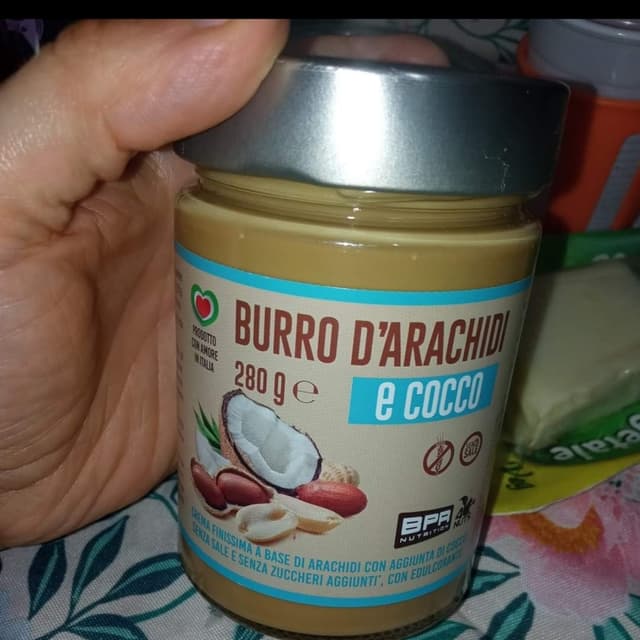 PRODOTTO
CON AMORE
IN ITALIA
BURRO D'ARACHIDI
280 g e
e COCCO
BPR
NUTRITION
CREMA FINISSIMA A BASE DI ARACHIDI CON AGGIUNTA DI COCCO
SENZA SALE E SENZA ZUCCHERI AGGIUNTI*, CON EDULCORANTE